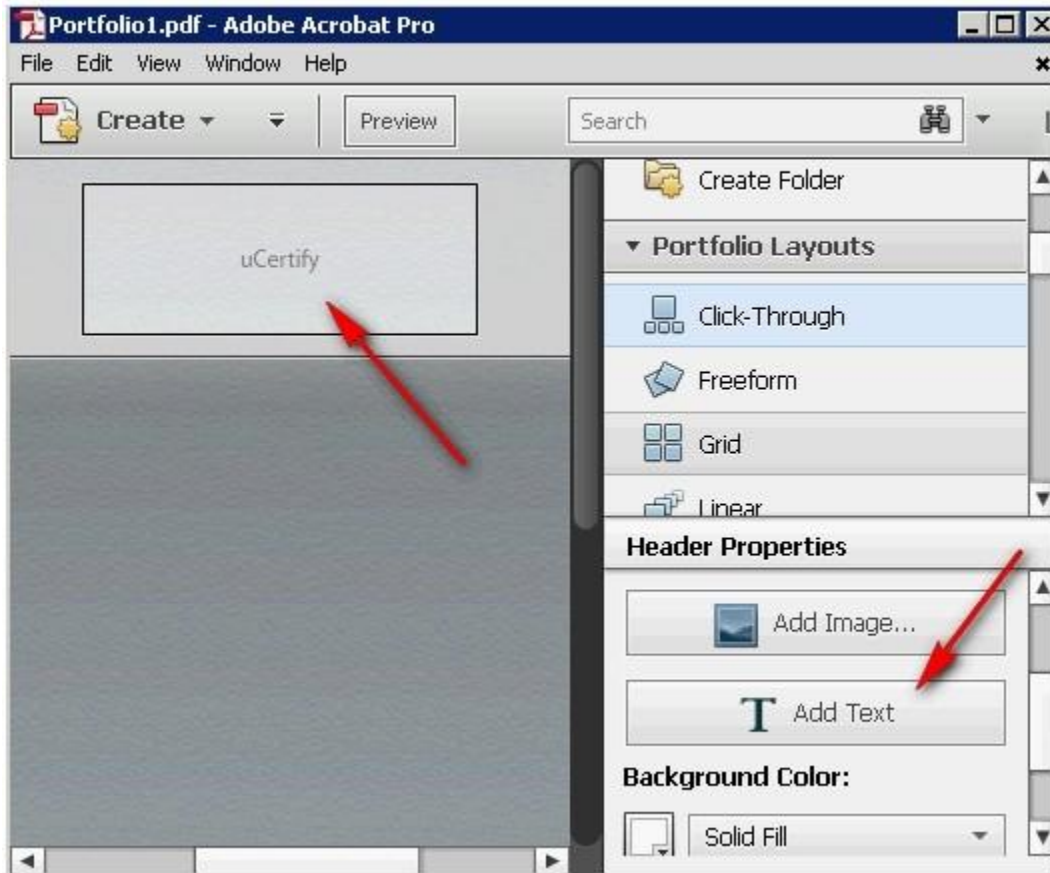 Portfolio1.pdf - Adobe Acrobat Pro
File Edit View Window Help
Create Preview Search
uCertify
Create Folder
Portfolio Layouts
Click-Through
Freeform
Grid
Linear
Header Properties
Add Image...
T Add Text
Background Color:
Solid Fill